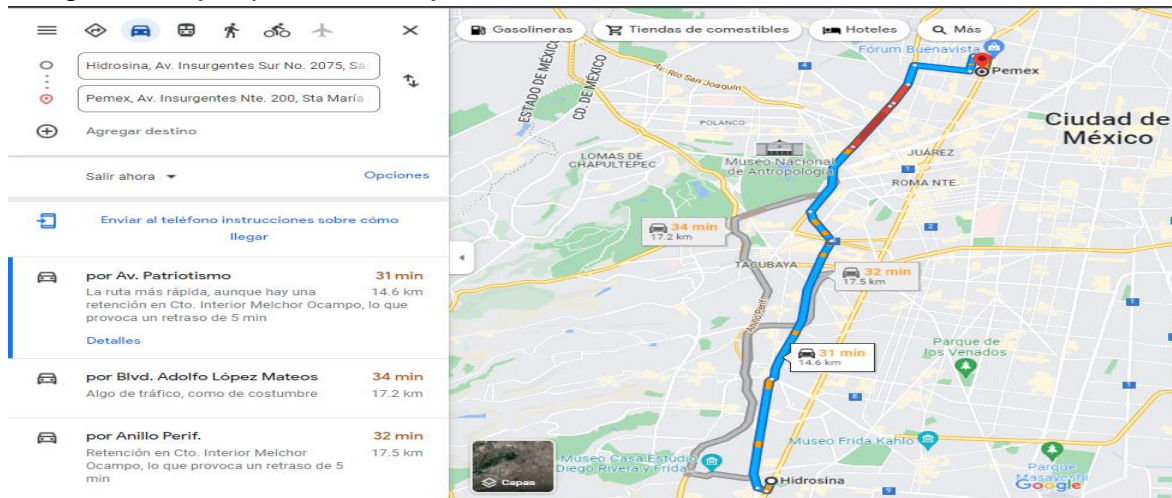 Hidrosina, Av. Insurgentes Sur No. 2075, Sa
Pemex, Av. Insurgentes Nte. 200, Sta María
Agregar destino
Salir ahora
Opciones
Enviar al teléfono instrucciones sobre cómo
llegar
por Av. Patriotismo 31 min
La ruta más rápida, aunque hay una 14.6 km
retención en Cto. Interior Melchor Ocampo, lo que
provoca un retraso de 5 min
Detalles
por Blvd. Adolfo López Mateos 34 min
Algo de tráfico, como de costumbre 17.2 km
por Anillo Perif. 32 min
Retención en Cto. Interior Melchor 17.5 km
Ocampo, lo que provoca un retraso de 5
min
Gasolineras
Tiendas de comestibles
Hoteles
Más
Fórum Buenavista
Pemex
Av. Río San Joaquín
ESTADO DE MÉXICO
CD. DE MÉXICO
POLANCO
Ciudad de
México
LOMAS DE
CHAPULTEPEC
Museo Nacional
de Antropología
JUÁREZ
ROMA NTE.
34 min
17.2 km
TACUBAYA
32 min
17.5 km
Anillo Perif.
31 min
14.6 km
Parque de
los Venados
Museo Frida Kahlo
Museo Casa Estudio
Diego Rivera y Frida
Hidrosina
Parque
Masayoshi
Capas
Google